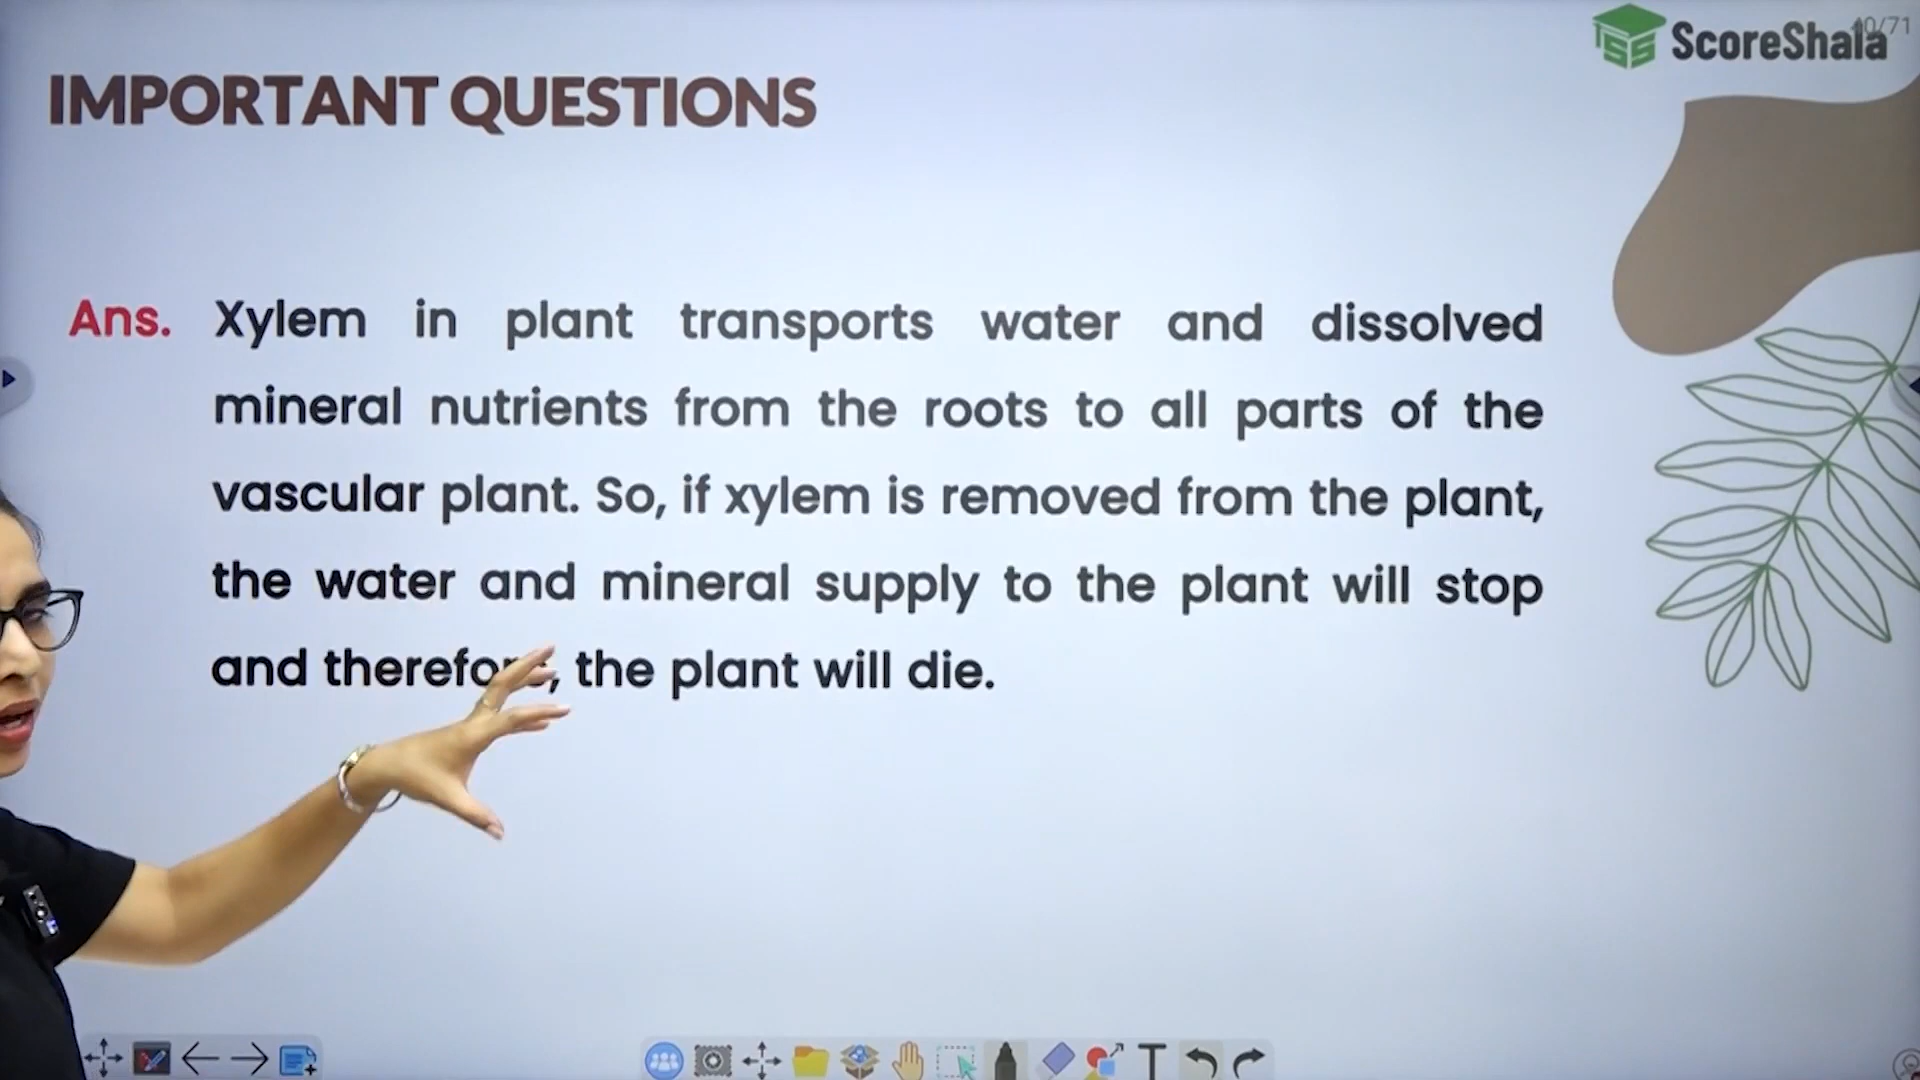 ScoreShala
IMPORTANT QUESTIONS
Ans. Xylem in plant transports water and dissolved
mineral nutrients from the roots to all parts of the
vascular plant. So, if xylem is removed from the plant,
the water and mineral supply to the plant will stop
and therefore, the plant will die.